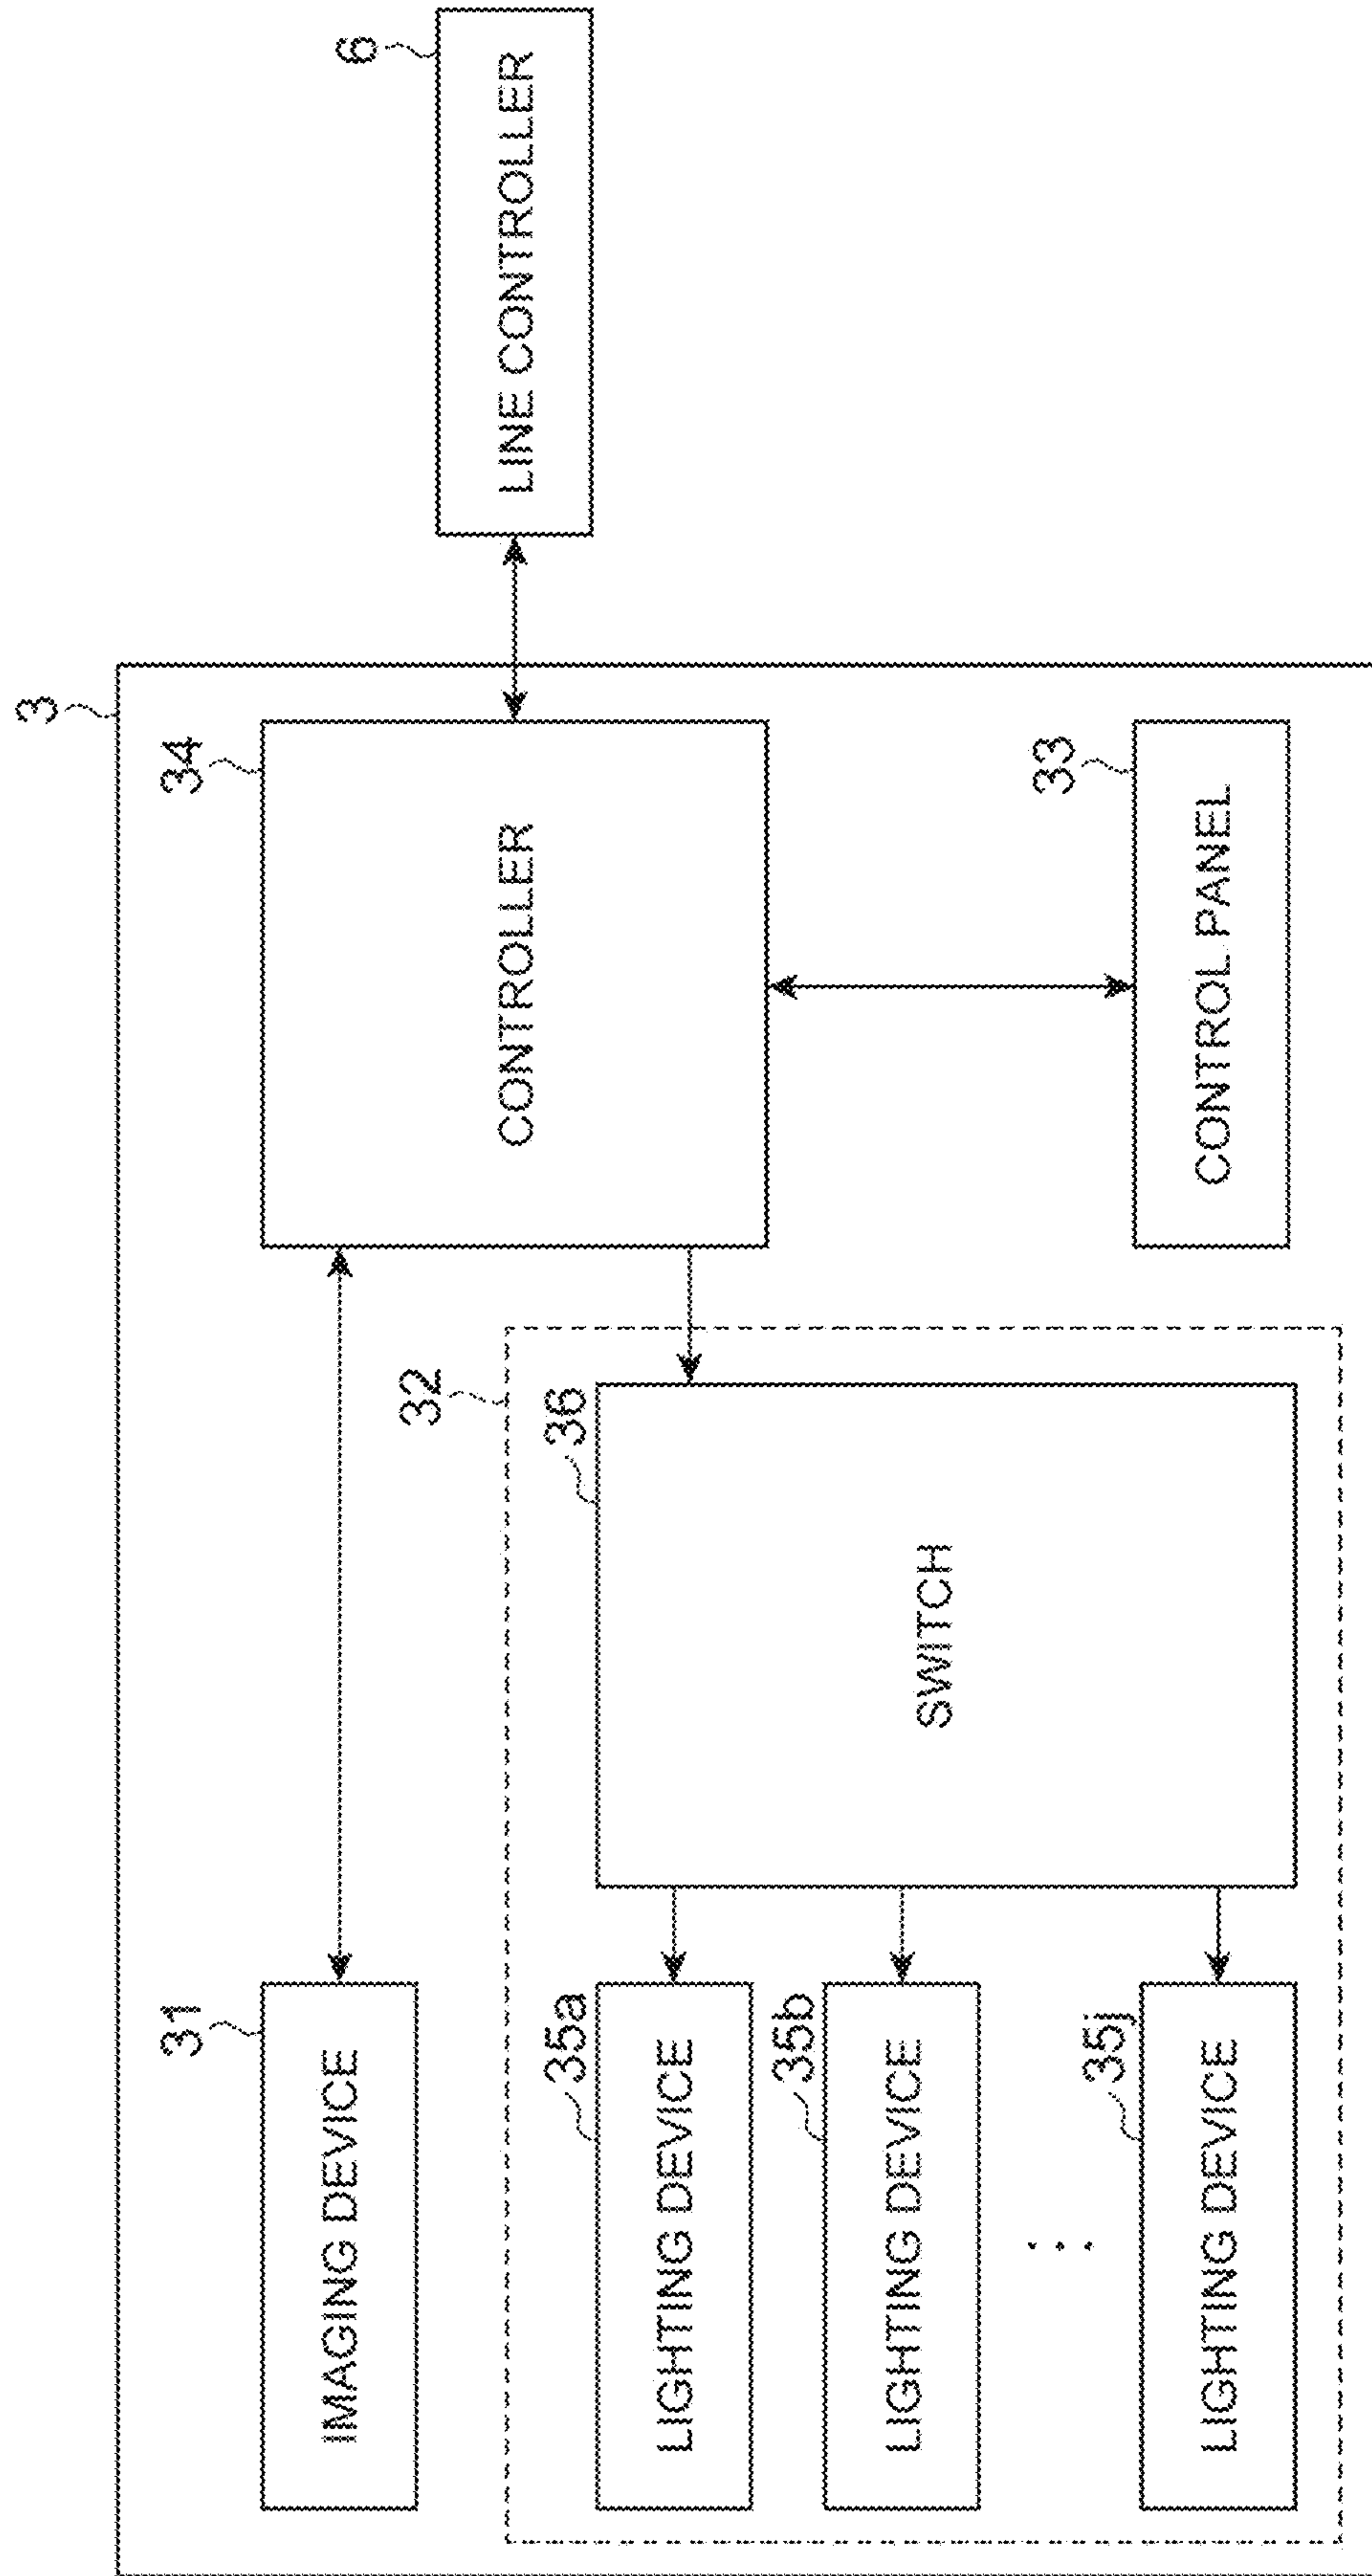 3
31
IMAGING DEVICE
34
CONTROLLER
6
LINE CONTROLLER
32
35a
LIGHTING DEVICE
35b
LIGHTING DEVICE
⋮
35j
LIGHTING DEVICE
36
SWITCH
33
CONTROL PANEL